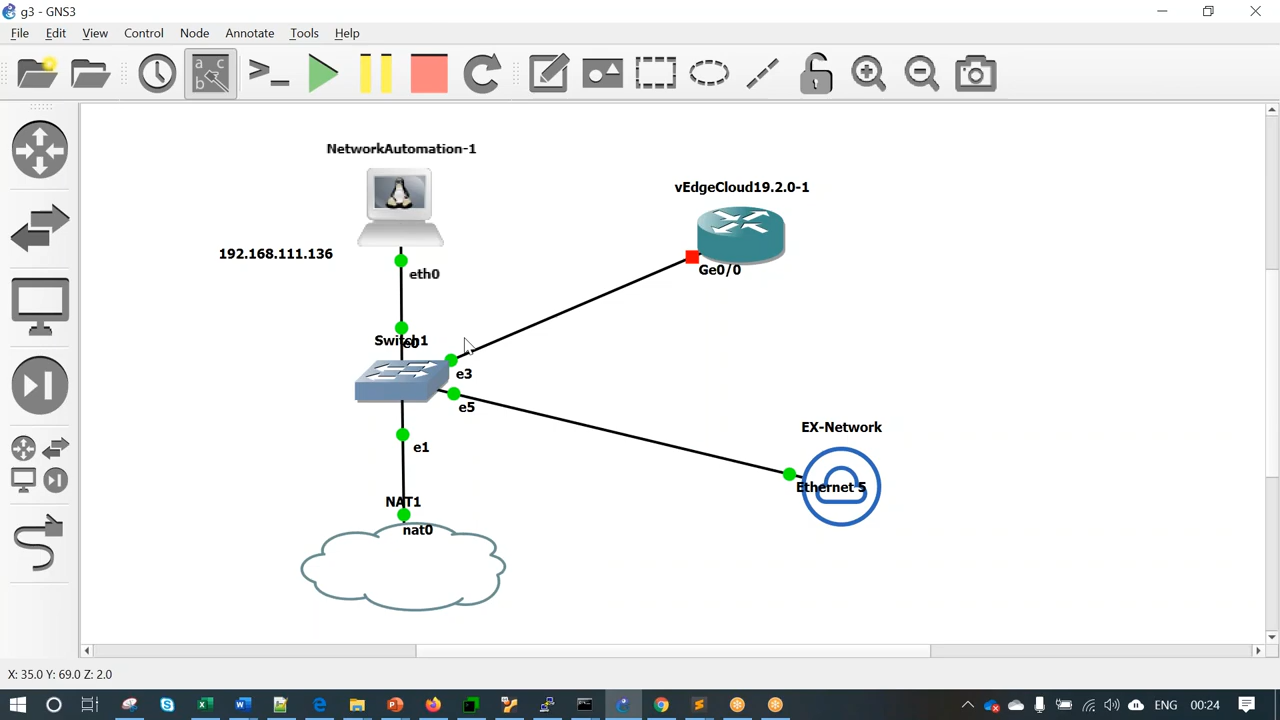 g3 - GNS3
File Edit View Control Node Annotate Tools Help
a c
b
NetworkAutomation-1
vEdgeCloud19.2.0-1
192.168.111.136
eth0
Ge0/0
Switch1
e0
e3
e5
EX-Network
e1
Ethernet 5
NAT1
nat0
X: 35.0 Y: 69.0 Z: 2.0
ENG 00:24